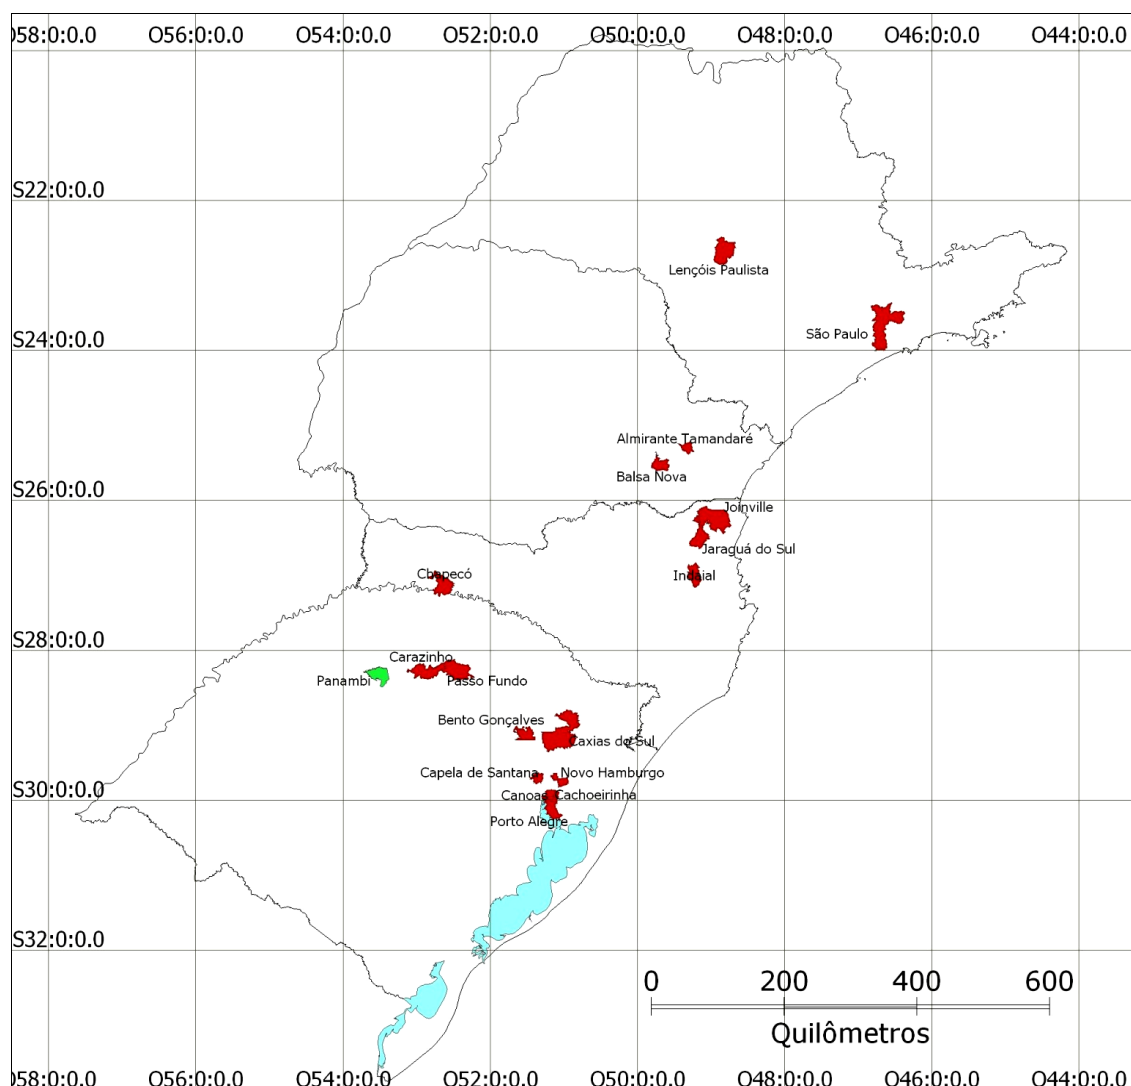 O58:0:0.0 O56:0:0.0 O54:0:0.0 O52:0:0.0 O50:0:0.0 O48:0:0.0 O46:0:0.0 O44:0:0.0
S22:0:0.0
Lençóis Paulista
São Paulo
S24:0:0.0
Almirante Tamandaré
Balsa Nova
S26:0:0.0
Joinville
Jaraguá do Sul
Chapecó
Indaial
S28:0:0.0
Carazinho
Panambi
Passo Fundo
Bento Gonçalves
Caxias do Sul
Capela de Santana
Novo Hamburgo
S30:0:0.0
Canoas
Cachoeirinha
Porto Alegre
S32:0:0.0
0 200 400 600
Quilômetros
O58:0:0.0 O56:0:0.0 O54:0:0.0 O52:0:0.0 O50:0:0.0 O48:0:0.0 O46:0:0.0 O44:0:0.0